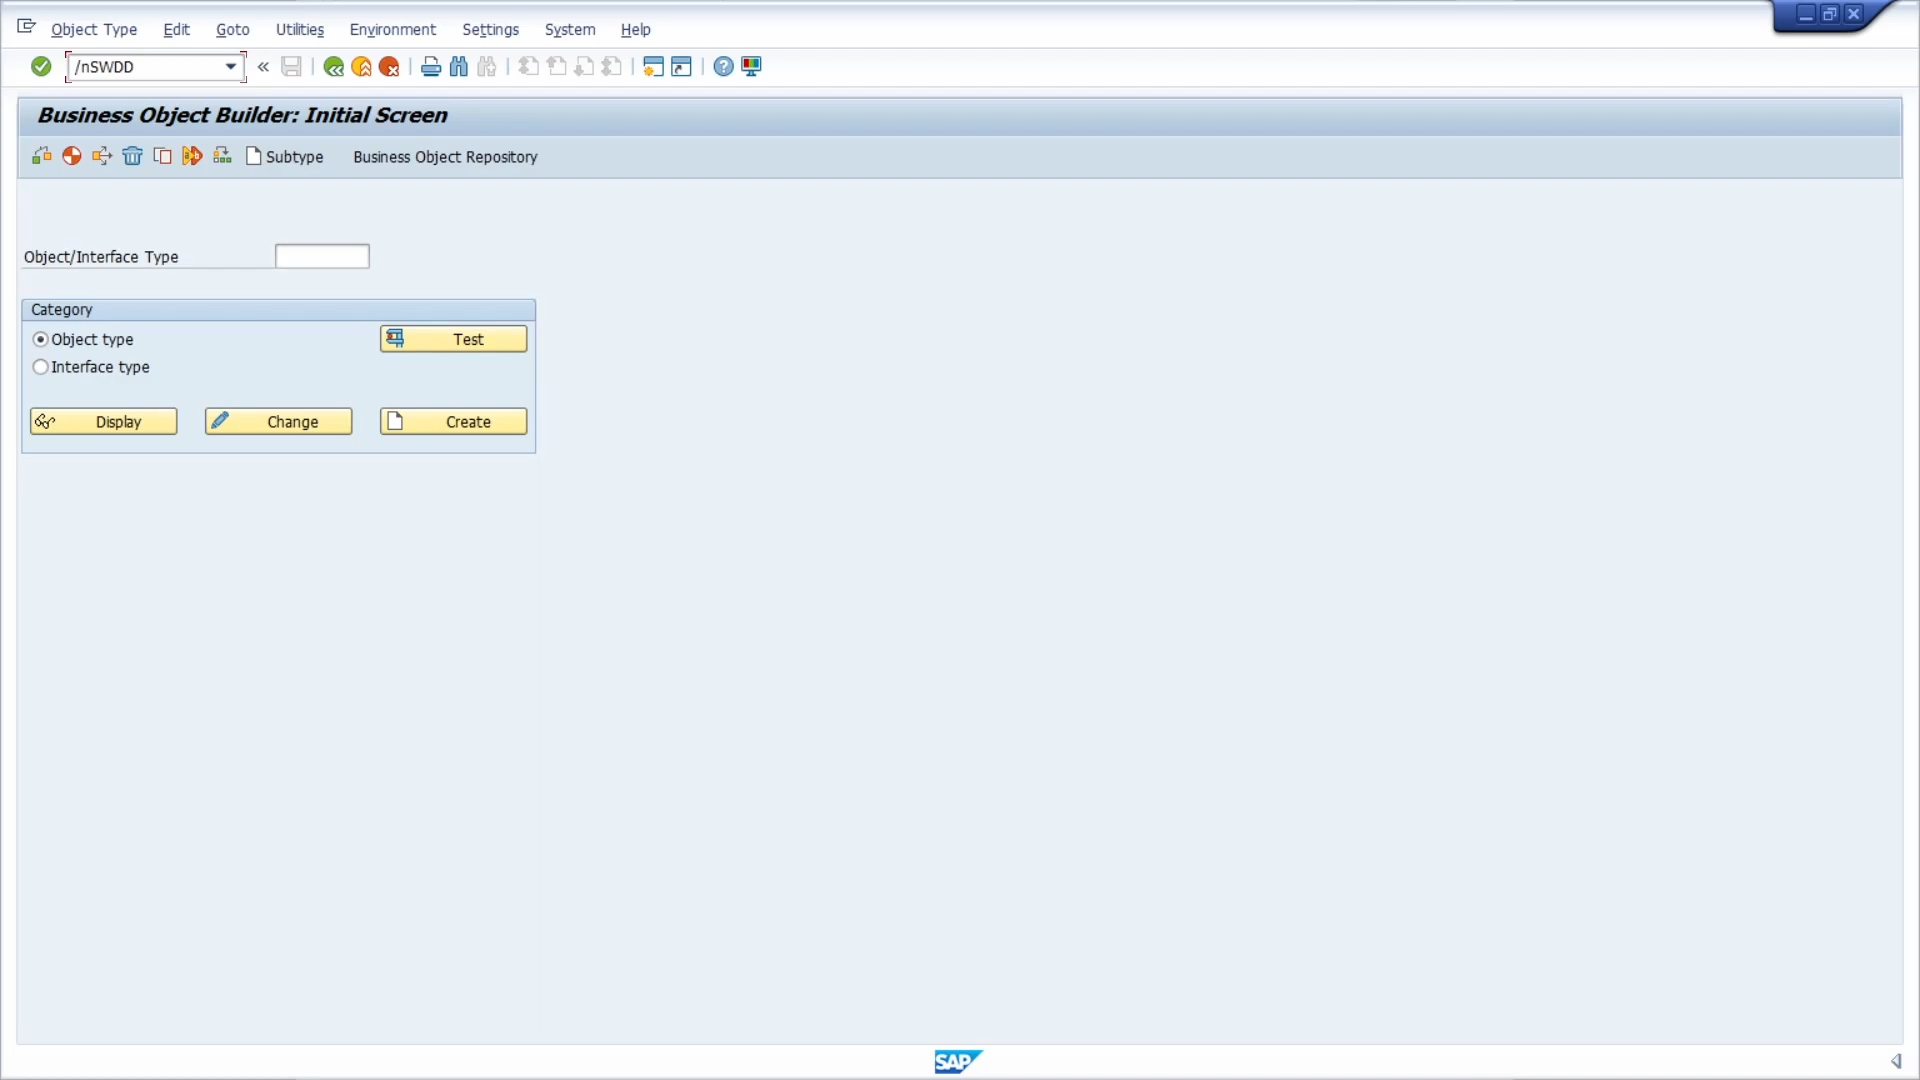 Object Type Edit Goto Utilities Environment Settings System Help
/nSWDD
Business Object Builder: Initial Screen
Subtype Business Object Repository
Object/Interface Type
Category
Object type Test
Interface type
Display Change Create
SAP